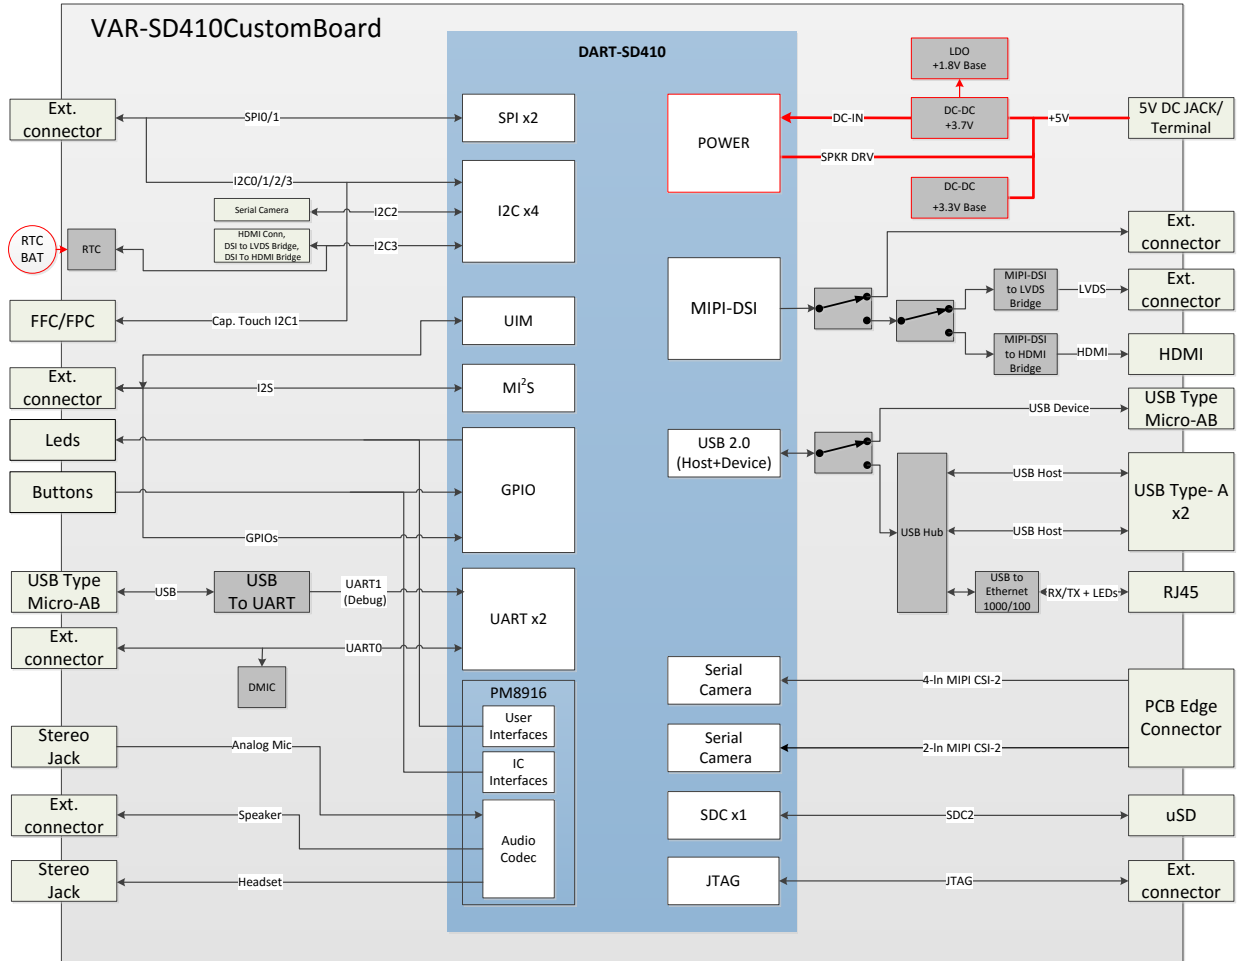 VAR-SD410CustomBoard
DART-SD410
Ext.
connector
SPI0/1
SPI x2
I2C0/1/2/3
I2C x4
Serial Camera
I2C2
HDMI Conn,
DSI to LVDS Bridge,
DSI To HDMI Bridge
I2C3
RTC
BAT
RTC
FFC/FPC
Cap. Touch I2C1
UIM
Ext.
connector
I2S
MI²S
Leds
Buttons
GPIO
GPIOs
USB Type
Micro-AB
USB
USB
To UART
UART1
(Debug)
UART x2
Ext.
connector
UART0
DMIC
PM8916
User
Interfaces
IC
Interfaces
Stereo
Jack
Analog Mic
Ext.
connector
Speaker
Audio
Codec
Stereo
Jack
Headset
LDO
+1.8V Base
POWER
DC-IN
DC-DC
+3.7V
+5V
5V DC JACK/
Terminal
SPKR DRV
DC-DC
+3.3V Base
Ext.
connector
MIPI-DSI
MIPI-DSI
to LVDS
Bridge
LVDS
Ext.
connector
MIPI-DSI
to HDMI
Bridge
HDMI
HDMI
USB Device
USB Type
Micro-AB
USB 2.0
(Host+Device)
USB Hub
USB Host
USB Type- A
x2
USB Host
USB to
Ethernet
1000/100
RX/TX + LEDs
RJ45
Serial
Camera
4-ln MIPI CSI-2
PCB Edge
Connector
Serial
Camera
2-ln MIPI CSI-2
SDC x1
SDC2
uSD
JTAG
JTAG
Ext.
connector